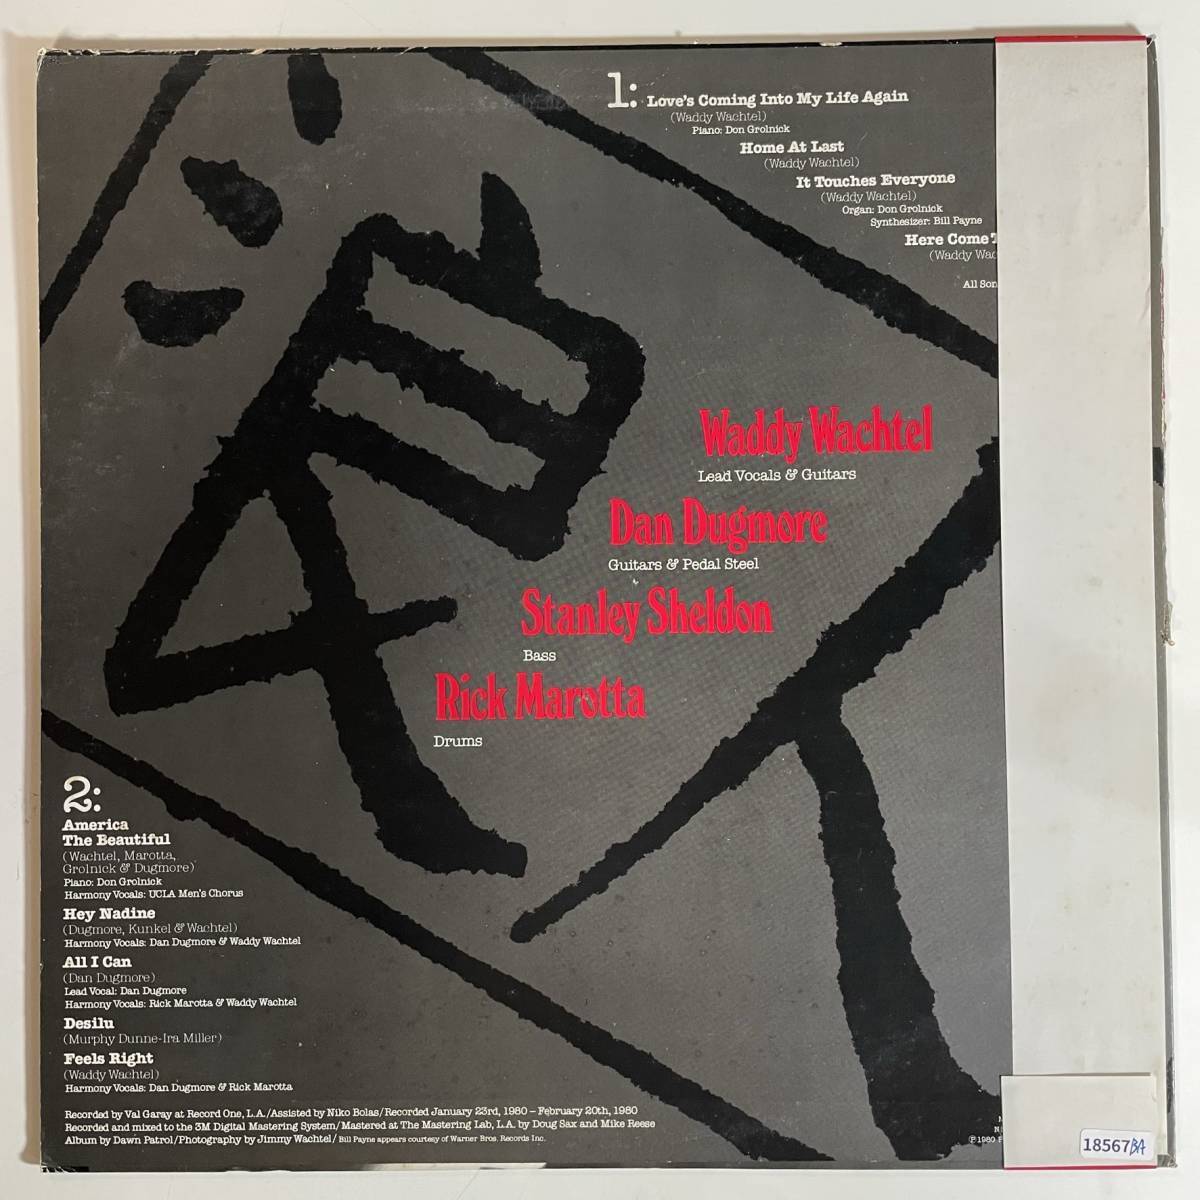 1:
Love's Coming Into My Life Again
(Waddy Wachtel)
Piano: Don Grolnick
Home At Last
(Waddy Wachtel)
It Touches Everyone
(Waddy Wachtel)
Organ: Don Grolnick
Synthesizer: Bill Payne
Here Come
(Waddy
All
浪人
Waddy Wachtel
Lead Vocals & Guitars
Dan Dugmore
Guitars & Pedal Steel
Stanley Sheldon
Bass
Rick Marotta
Drums
2:
America
The Beautiful
(Wachtel, Marotta,
Grolnick & Dugmore)
Piano: Don Grolnick
Harmony Vocals: UCLA Men's Chorus
Hey Nadine
(Dugmore, Kunkel & Wachtel)
Harmony Vocals: Dan Dugmore & Waddy Wachtel
All I Can
(Dan Dugmore)
Lead Vocal: Dan Dugmore
Harmony Vocals: Rick Marotta & Waddy Wachtel
Desilu
(Murphy Dunne-Ira Miller)
Feels Right
(Waddy Wachtel)
Harmony Vocals: Dan Dugmore & Rick Marotta
Recorded by Val Garay at Record One, L.A./Assisted by Niko Bolas/Recorded January 23rd, 1980 – February 20th, 1980
Recorded and mixed to the 3M Digital Mastering System/Mastered at The Mastering Lab, L.A. by Doug Sax and Mike Reese
Album by Dawn Patrol/Photography by Jimmy Wachtel/Bill Payne appears courtesy of Warner Bros. Records Inc.
℗1980
18567BA